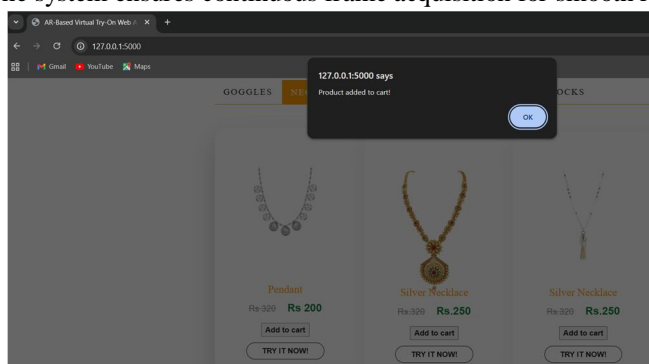 ne system ensures continuous frame acquisition for smooth
AR-Based Virtual Try-On Web A
127.0.0.1:5000
Gmail YouTube Maps
127.0.0.1:5000 says
Product added to cart!
OK
GOGGLES NE OCKS
Pendant Silver Necklace Silver Necklace
Rs 320 Rs 200 Rs.320 Rs.250 Rs.320 Rs.250
Add to cart Add to cart Add to cart
TRY IT NOW! TRY IT NOW! TRY IT NOW!